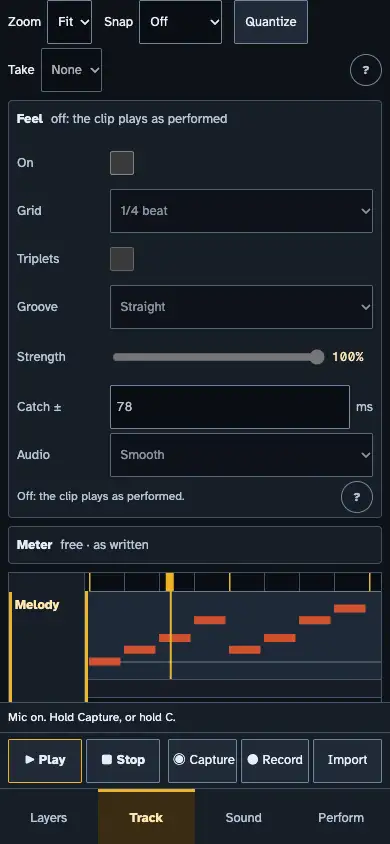 Zoom Fit Snap Off Quantize
Take None ?
Feel off: the clip plays as performed
On
Grid 1/4 beat
Triplets
Groove Straight
Strength 100%
Catch ± 78 ms
Audio Smooth
Off: the clip plays as performed. ?
Meter free · as written
Melody
Mic on. Hold Capture, or hold C.
Play Stop Capture Record Import
Layers Track Sound Perform